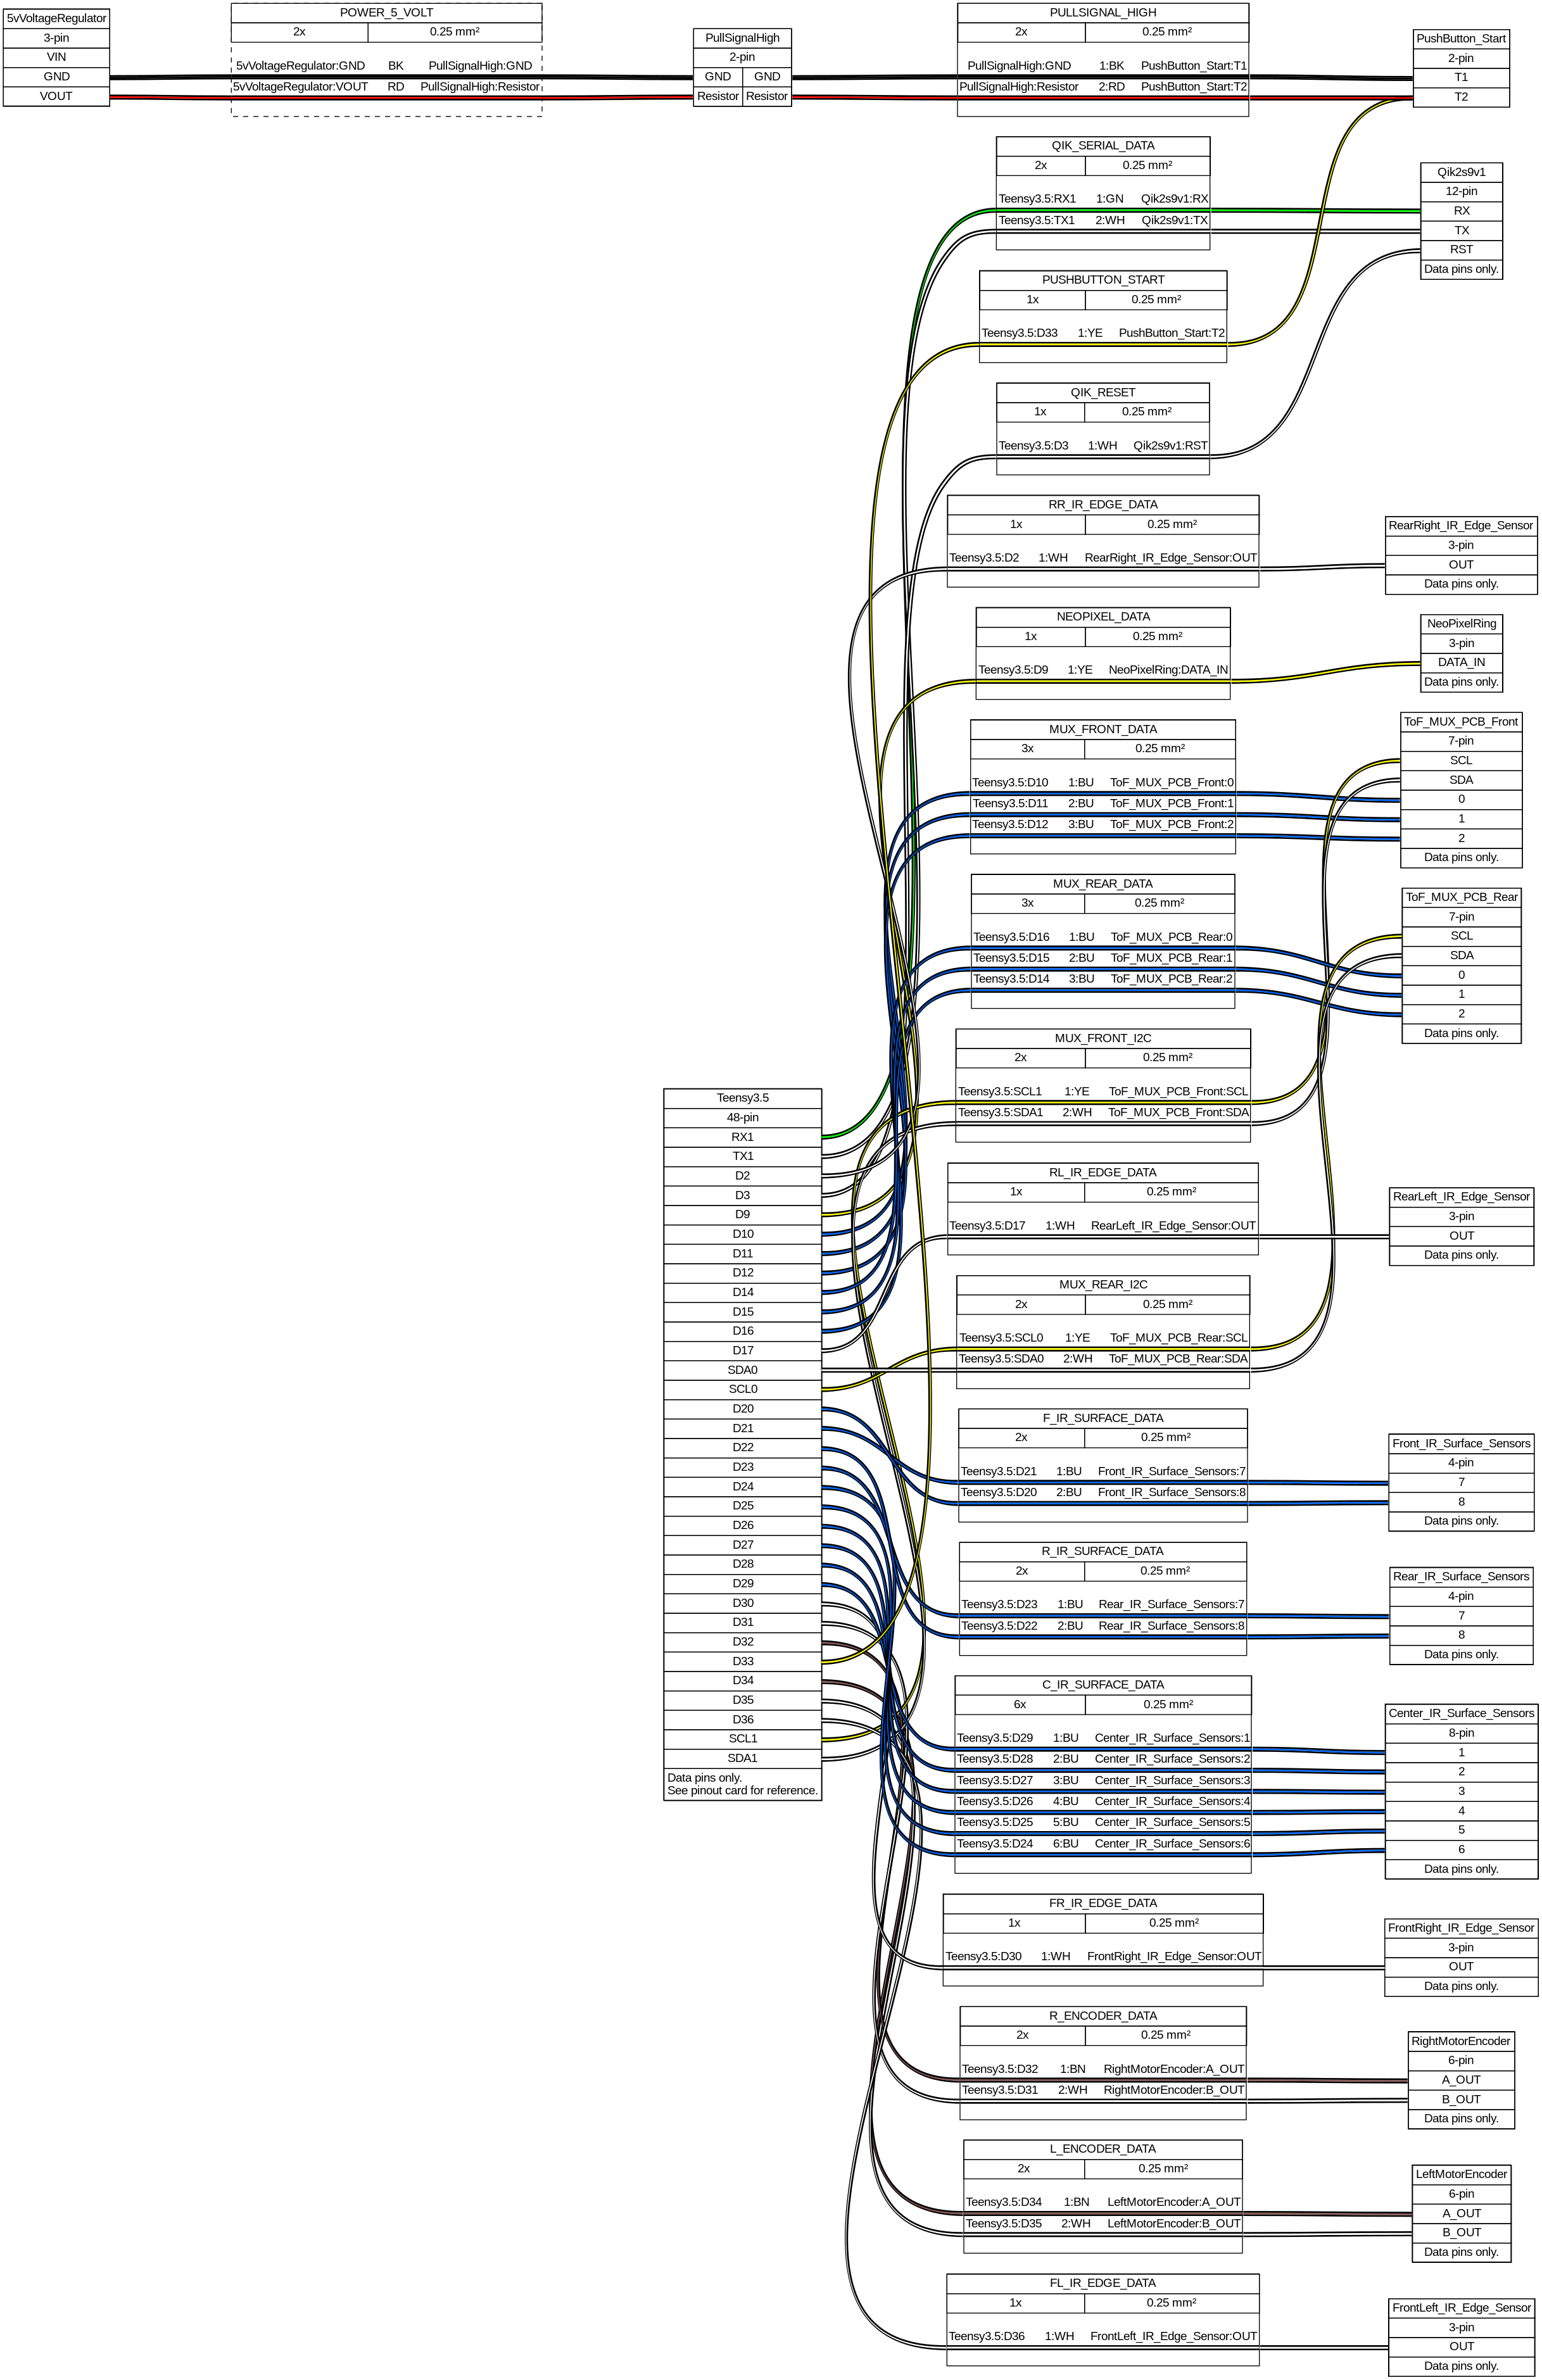 5vVoltageRegulator
3-pin
VIN
GND
VOUT
POWER_5_VOLT
2x 0.25 mm²
5vVoltageRegulator:GND BK PullSignalHigh:GND
5vVoltageRegulator:VOUT RD PullSignalHigh:Resistor
PullSignalHigh
2-pin
GND GND
Resistor Resistor
PULLSIGNAL_HIGH
2x 0.25 mm²
PullSignalHigh:GND 1:BK PushButton_Start:T1
PullSignalHigh:Resistor 2:RD PushButton_Start:T2
PushButton_Start
2-pin
T1
T2
QIK_SERIAL_DATA
2x 0.25 mm²
Teensy3.5:RX1 1:GN Qik2s9v1:RX
Teensy3.5:TX1 2:WH Qik2s9v1:TX
Qik2s9v1
12-pin
RX
TX
RST
Data pins only.
PUSHBUTTON_START
1x 0.25 mm²
Teensy3.5:D33 1:YE PushButton_Start:T2
QIK_RESET
1x 0.25 mm²
Teensy3.5:D3 1:WH Qik2s9v1:RST
RR_IR_EDGE_DATA
1x 0.25 mm²
Teensy3.5:D2 1:WH RearRight_IR_Edge_Sensor:OUT
RearRight_IR_Edge_Sensor
3-pin
OUT
Data pins only.
NEOPIXEL_DATA
1x 0.25 mm²
Teensy3.5:D9 1:YE NeoPixelRing:DATA_IN
NeoPixelRing
3-pin
DATA_IN
Data pins only.
MUX_FRONT_DATA
3x 0.25 mm²
Teensy3.5:D10 1:BU ToF_MUX_PCB_Front:0
Teensy3.5:D11 2:BU ToF_MUX_PCB_Front:1
Teensy3.5:D12 3:BU ToF_MUX_PCB_Front:2
ToF_MUX_PCB_Front
7-pin
SCL
SDA
0
1
2
Data pins only.
MUX_REAR_DATA
3x 0.25 mm²
Teensy3.5:D16 1:BU ToF_MUX_PCB_Rear:0
Teensy3.5:D15 2:BU ToF_MUX_PCB_Rear:1
Teensy3.5:D14 3:BU ToF_MUX_PCB_Rear:2
ToF_MUX_PCB_Rear
7-pin
SCL
SDA
0
1
2
Data pins only.
MUX_FRONT_I2C
2x 0.25 mm²
Teensy3.5:SCL1 1:YE ToF_MUX_PCB_Front:SCL
Teensy3.5:SDA1 2:WH ToF_MUX_PCB_Front:SDA
Teensy3.5
48-pin
RX1
TX1
D2
D3
D9
D10
D11
D12
D14
D15
D16
D17
SDA0
SCL0
D20
D21
D22
D23
D24
D25
D26
D27
D28
D29
D30
D31
D32
D33
D34
D35
D36
SCL1
SDA1
Data pins only.
See pinout card for reference.
RL_IR_EDGE_DATA
1x 0.25 mm²
Teensy3.5:D17 1:WH RearLeft_IR_Edge_Sensor:OUT
RearLeft_IR_Edge_Sensor
3-pin
OUT
Data pins only.
MUX_REAR_I2C
2x 0.25 mm²
Teensy3.5:SCL0 1:YE ToF_MUX_PCB_Rear:SCL
Teensy3.5:SDA0 2:WH ToF_MUX_PCB_Rear:SDA
F_IR_SURFACE_DATA
2x 0.25 mm²
Teensy3.5:D21 1:BU Front_IR_Surface_Sensors:7
Teensy3.5:D20 2:BU Front_IR_Surface_Sensors:8
Front_IR_Surface_Sensors
4-pin
7
8
Data pins only.
R_IR_SURFACE_DATA
2x 0.25 mm²
Teensy3.5:D23 1:BU Rear_IR_Surface_Sensors:7
Teensy3.5:D22 2:BU Rear_IR_Surface_Sensors:8
Rear_IR_Surface_Sensors
4-pin
7
8
Data pins only.
C_IR_SURFACE_DATA
6x 0.25 mm²
Teensy3.5:D29 1:BU Center_IR_Surface_Sensors:1
Teensy3.5:D28 2:BU Center_IR_Surface_Sensors:2
Teensy3.5:D27 3:BU Center_IR_Surface_Sensors:3
Teensy3.5:D26 4:BU Center_IR_Surface_Sensors:4
Teensy3.5:D25 5:BU Center_IR_Surface_Sensors:5
Teensy3.5:D24 6:BU Center_IR_Surface_Sensors:6
Center_IR_Surface_Sensors
8-pin
1
2
3
4
5
6
Data pins only.
FR_IR_EDGE_DATA
1x 0.25 mm²
Teensy3.5:D30 1:WH FrontRight_IR_Edge_Sensor:OUT
FrontRight_IR_Edge_Sensor
3-pin
OUT
Data pins only.
R_ENCODER_DATA
2x 0.25 mm²
Teensy3.5:D32 1:BN RightMotorEncoder:A_OUT
Teensy3.5:D31 2:WH RightMotorEncoder:B_OUT
RightMotorEncoder
6-pin
A_OUT
B_OUT
Data pins only.
L_ENCODER_DATA
2x 0.25 mm²
Teensy3.5:D34 1:BN LeftMotorEncoder:A_OUT
Teensy3.5:D35 2:WH LeftMotorEncoder:B_OUT
LeftMotorEncoder
6-pin
A_OUT
B_OUT
Data pins only.
FL_IR_EDGE_DATA
1x 0.25 mm²
Teensy3.5:D36 1:WH FrontLeft_IR_Edge_Sensor:OUT
FrontLeft_IR_Edge_Sensor
3-pin
OUT
Data pins only.